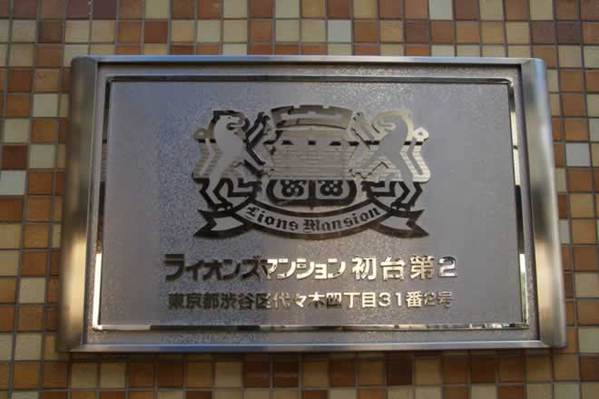 Lions Mansion
ライオンズマンション 初台第2
東京都渋谷区代々木四丁目31番2号